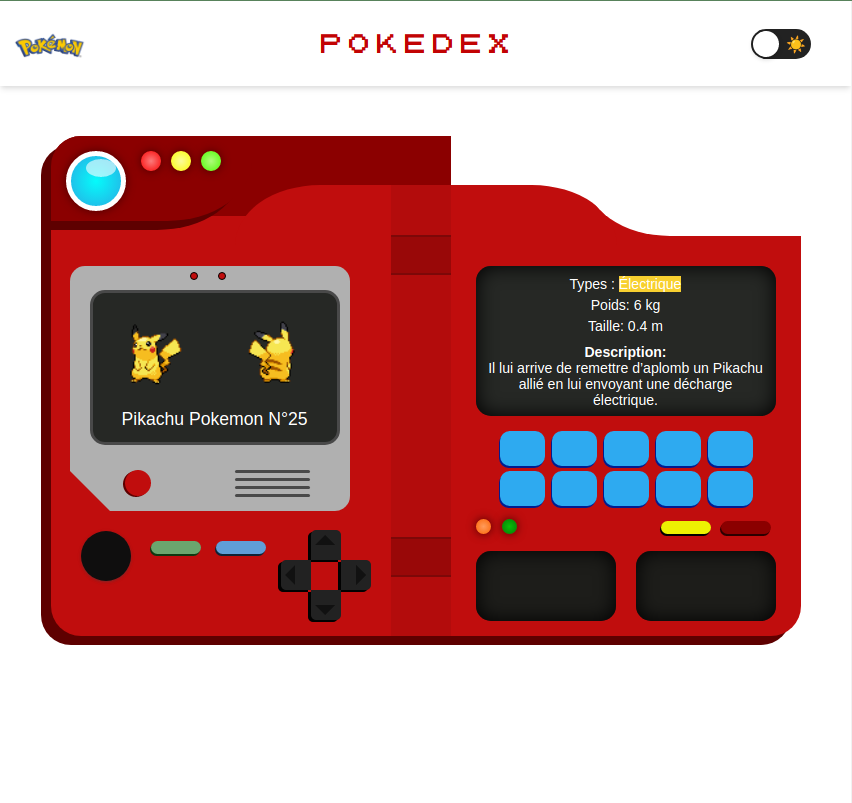 Pokémon
POKEDEX
Types : Électrique
Poids: 6 kg
Taille: 0.4 m
Description:
Il lui arrive de remettre d'aplomb un Pikachu
allié en lui envoyant une décharge
électrique.
Pikachu Pokemon N°25